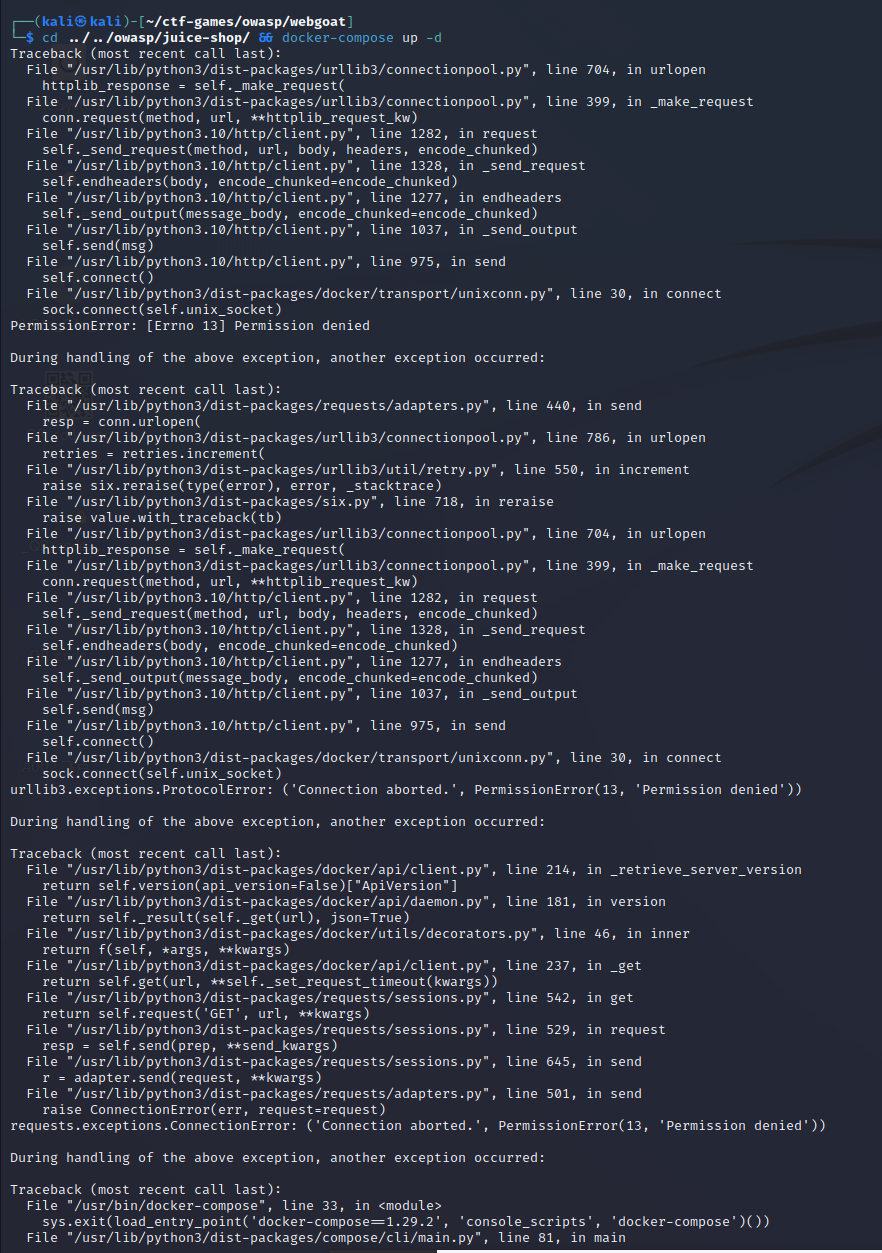 ┌──(kali㉿kali)-[~/ctf-games/owasp/webgoat]
└─$ cd ../../owasp/juice-shop/ && docker-compose up -d
Traceback (most recent call last):
  File "/usr/lib/python3/dist-packages/urllib3/connectionpool.py", line 704, in urlopen
    httplib_response = self._make_request(
  File "/usr/lib/python3/dist-packages/urllib3/connectionpool.py", line 399, in _make_request
    conn.request(method, url, **httplib_request_kw)
  File "/usr/lib/python3.10/http/client.py", line 1282, in request
    self._send_request(method, url, body, headers, encode_chunked)
  File "/usr/lib/python3.10/http/client.py", line 1328, in _send_request
    self.endheaders(body, encode_chunked=encode_chunked)
  File "/usr/lib/python3.10/http/client.py", line 1277, in endheaders
    self._send_output(message_body, encode_chunked=encode_chunked)
  File "/usr/lib/python3.10/http/client.py", line 1037, in _send_output
    self.send(msg)
  File "/usr/lib/python3.10/http/client.py", line 975, in send
    self.connect()
  File "/usr/lib/python3/dist-packages/docker/transport/unixconn.py", line 30, in connect
    sock.connect(self.unix_socket)
PermissionError: [Errno 13] Permission denied

During handling of the above exception, another exception occurred:

Traceback (most recent call last):
  File "/usr/lib/python3/dist-packages/requests/adapters.py", line 440, in send
    resp = conn.urlopen(
  File "/usr/lib/python3/dist-packages/urllib3/connectionpool.py", line 786, in urlopen
    retries = retries.increment(
  File "/usr/lib/python3/dist-packages/urllib3/util/retry.py", line 550, in increment
    raise six.reraise(type(error), error, _stacktrace)
  File "/usr/lib/python3/dist-packages/six.py", line 718, in reraise
    raise value.with_traceback(tb)
  File "/usr/lib/python3/dist-packages/urllib3/connectionpool.py", line 704, in urlopen
    httplib_response = self._make_request(
  File "/usr/lib/python3/dist-packages/urllib3/connectionpool.py", line 399, in _make_request
    conn.request(method, url, **httplib_request_kw)
  File "/usr/lib/python3.10/http/client.py", line 1282, in request
    self._send_request(method, url, body, headers, encode_chunked)
  File "/usr/lib/python3.10/http/client.py", line 1328, in _send_request
    self.endheaders(body, encode_chunked=encode_chunked)
  File "/usr/lib/python3.10/http/client.py", line 1277, in endheaders
    self._send_output(message_body, encode_chunked=encode_chunked)
  File "/usr/lib/python3.10/http/client.py", line 1037, in _send_output
    self.send(msg)
  File "/usr/lib/python3.10/http/client.py", line 975, in send
    self.connect()
  File "/usr/lib/python3/dist-packages/docker/transport/unixconn.py", line 30, in connect
    sock.connect(self.unix_socket)
urllib3.exceptions.ProtocolError: ('Connection aborted.', PermissionError(13, 'Permission denied'))

During handling of the above exception, another exception occurred:

Traceback (most recent call last):
  File "/usr/lib/python3/dist-packages/docker/api/client.py", line 214, in _retrieve_server_version
    return self.version(api_version=False)["ApiVersion"]
  File "/usr/lib/python3/dist-packages/docker/api/daemon.py", line 181, in version
    return self._result(self._get(url), json=True)
  File "/usr/lib/python3/dist-packages/docker/utils/decorators.py", line 46, in inner
    return f(self, *args, **kwargs)
  File "/usr/lib/python3/dist-packages/docker/api/client.py", line 237, in _get
    return self.get(url, **self._set_request_timeout(kwargs))
  File "/usr/lib/python3/dist-packages/requests/sessions.py", line 542, in get
    return self.request('GET', url, **kwargs)
  File "/usr/lib/python3/dist-packages/requests/sessions.py", line 529, in request
    resp = self.send(prep, **send_kwargs)
  File "/usr/lib/python3/dist-packages/requests/sessions.py", line 645, in send
    r = adapter.send(request, **kwargs)
  File "/usr/lib/python3/dist-packages/requests/adapters.py", line 501, in send
    raise ConnectionError(err, request=request)
requests.exceptions.ConnectionError: ('Connection aborted.', PermissionError(13, 'Permission denied'))

During handling of the above exception, another exception occurred:

Traceback (most recent call last):
  File "/usr/bin/docker-compose", line 33, in <module>
    sys.exit(load_entry_point('docker-compose==1.29.2', 'console_scripts', 'docker-compose')())
  File "/usr/lib/python3/dist-packages/compose/cli/main.py", line 81, in main